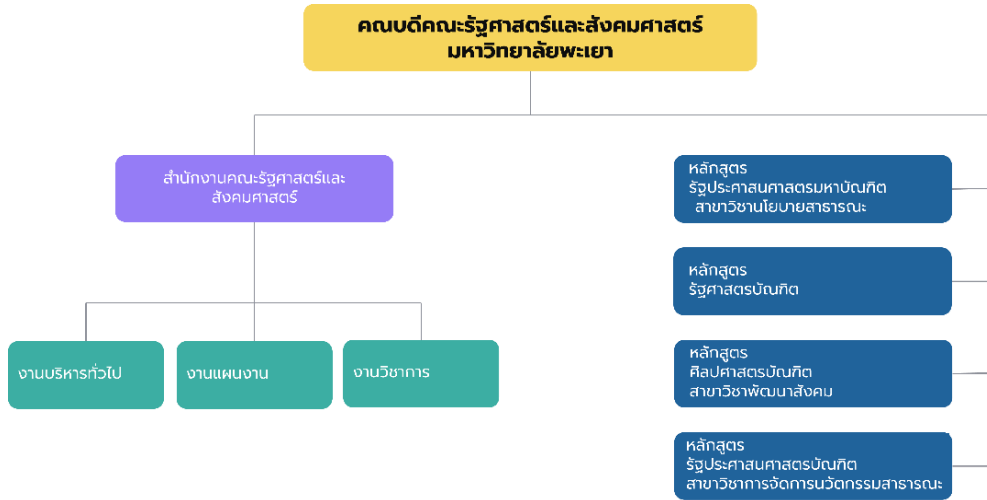 คณบดีคณะรัฐศาสตร์และสังคมศาสตร์
มหาวิทยาลัยพะเยา
สำนักงานคณะรัฐศาสตร์และ
สังคมศาสตร์
งานบริหารทั่วไป
งานแผนงาน
งานวิชาการ
หลักสูตร
รัฐประศาสนศาสตรมหาบัณฑิต
สาขาวิชานโยบายสาธารณะ
หลักสูตร
รัฐศาสตรบัณฑิต
หลักสูตร
ศิลปศาสตรบัณฑิต
สาขาวิชาพัฒนาสังคม
หลักสูตร
รัฐประศาสนศาสตรบัณฑิต
สาขาวิชาการจัดการนวัตกรรมสาธารณะ